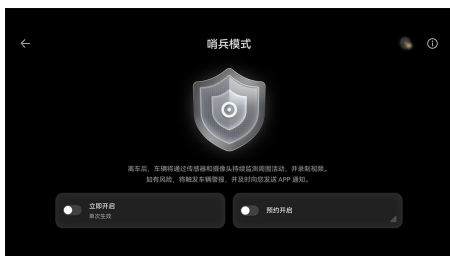 哨兵模式
离车后，车辆将通过传感器和摄像头持续监测周围活动，并录制视频。
如有风险，将触发车辆警报，并及时向您发送 APP 通知。
立即开启
单次生效
预约开启